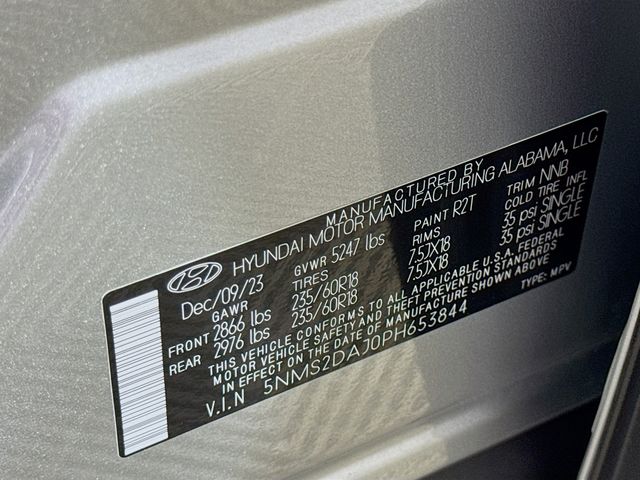 MANUFACTURED BY
HYUNDAI MOTOR MANUFACTURING ALABAMA, LLC
Dec/09/23 GVWR 5247 lbs PAINT R2T TRIM NNB
GAWR TIRES RIMS COLD TIRE INFL
FRONT 2866 lbs 235/60R18 7.5JX18 35 psi SINGLE
REAR 2976 lbs 235/60R18 7.5JX18 35 psi SINGLE
THIS VEHICLE CONFORMS TO ALL APPLICABLE U.S.A. FEDERAL
MOTOR VEHICLE SAFETY AND THEFT PREVENTION STANDARDS
IN EFFECT ON THE DATE OF MANUFACTURE SHOWN ABOVE
V.I.N 5NMS2DAJ0PH653844 TYPE: MPV